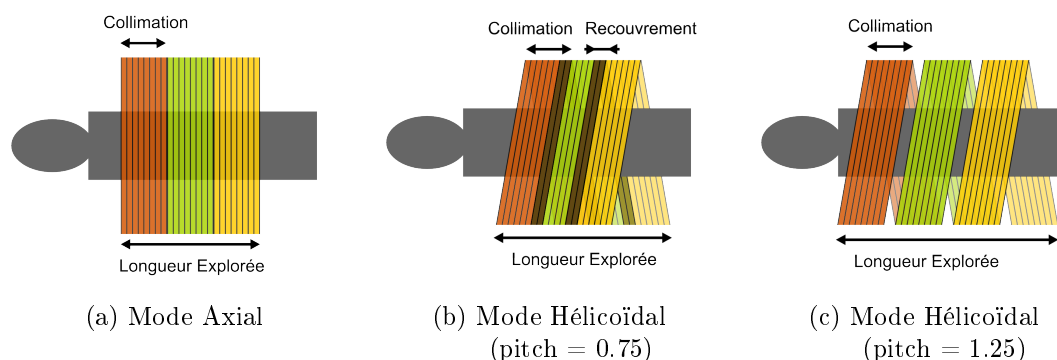 Collimation
Longueur Explorée
(a) Mode Axial
Collimation Recouvrement
Longueur Explorée
(b) Mode Hélicoïdal
(pitch = 0.75)
Collimation
Longueur Explorée
(c) Mode Hélicoïdal
(pitch = 1.25)